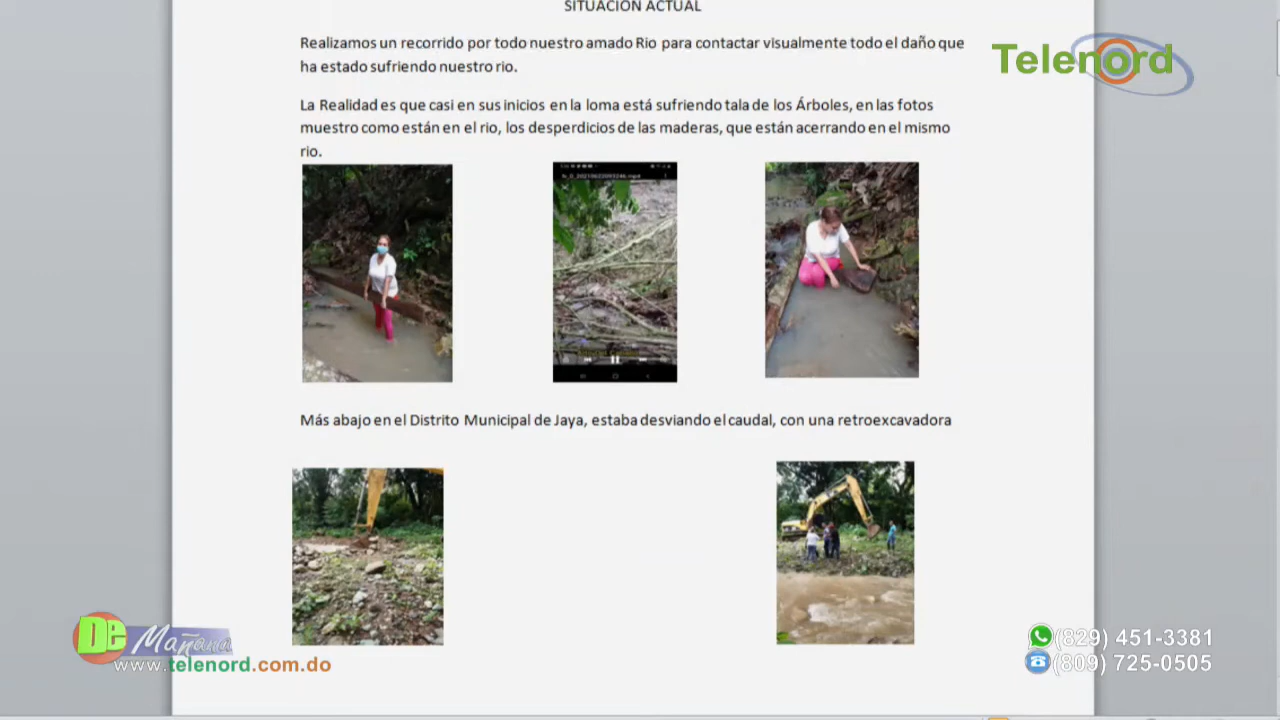 SITUACIÓN ACTUAL
Realizamos un recorrido por todo nuestro amado Rio para contactar visualmente todo el daño que
ha estado sufriendo nuestro rio.
La Realidad es que casi en sus inicios en la loma está sufriendo tala de los Árboles, en las fotos
muestro como están en el rio, los desperdicios de las maderas, que están acerrando en el mismo
rio.
Más abajo en el Distrito Municipal de Jaya, estaba desviando el caudal, con una retroexcavadora
Telenord
De Mañana
www.telenord.com.do
(829) 451-3381
(809) 725-0505